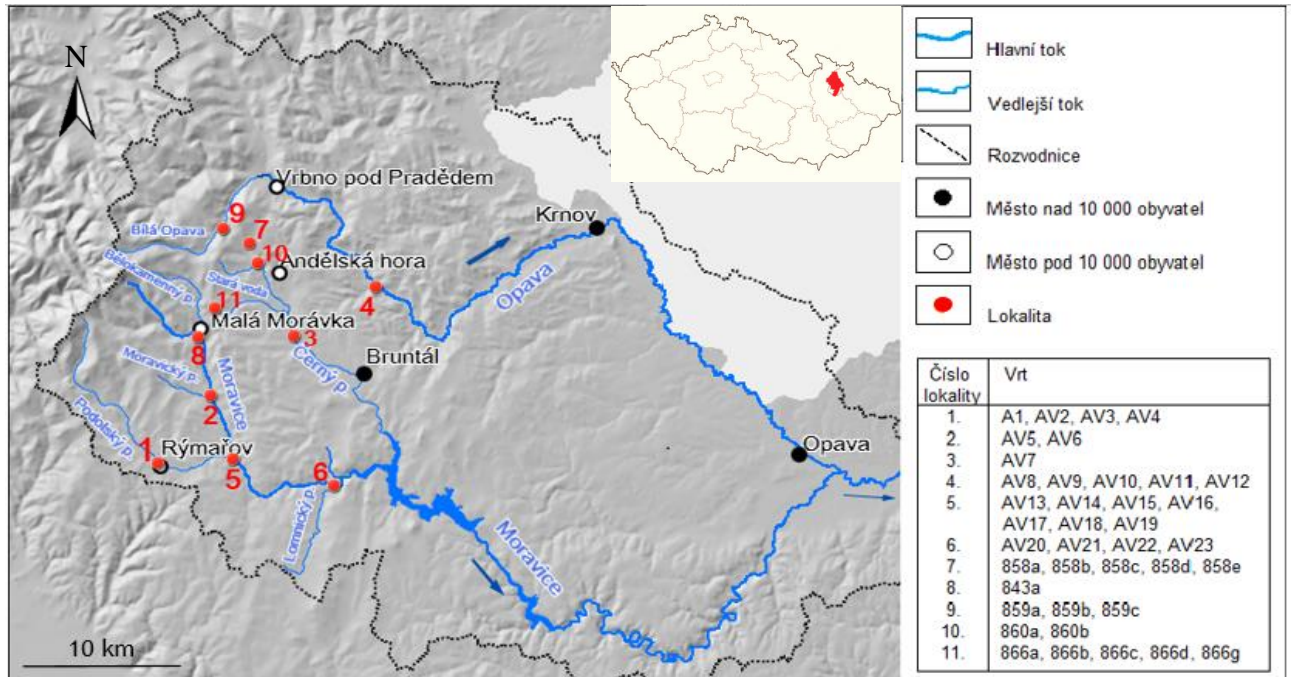 N
Vrbno pod Pradědem
9
7
Bílá Opava
10
Andělská hora
Bělokamenný p.
Stará voda
11
Malá Morávka
8
3
4
Krnov
Opava
Černý p.
Bruntál
Moravický p.
Moravice
2
Podolský p.
1
Rýmařov
5
6
Lomnický p.
Opava
Moravice
10 km
Hlavní tok
Vedlejší tok
Rozvodnice
Město nad 10 000 obyvatel
Město pod 10 000 obyvatel
Lokalita
Číslo lokality Vrt
1. A1, AV2, AV3, AV4
2. AV5, AV6
3. AV7
4. AV8, AV9, AV10, AV11, AV12
5. AV13, AV14, AV15, AV16,
AV17, AV18, AV19
6. AV20, AV21, AV22, AV23
7. 858a, 858b, 858c, 858d, 858e
8. 843a
9. 859a, 859b, 859c
10. 860a, 860b
11. 866a, 866b, 866c, 866d, 866g